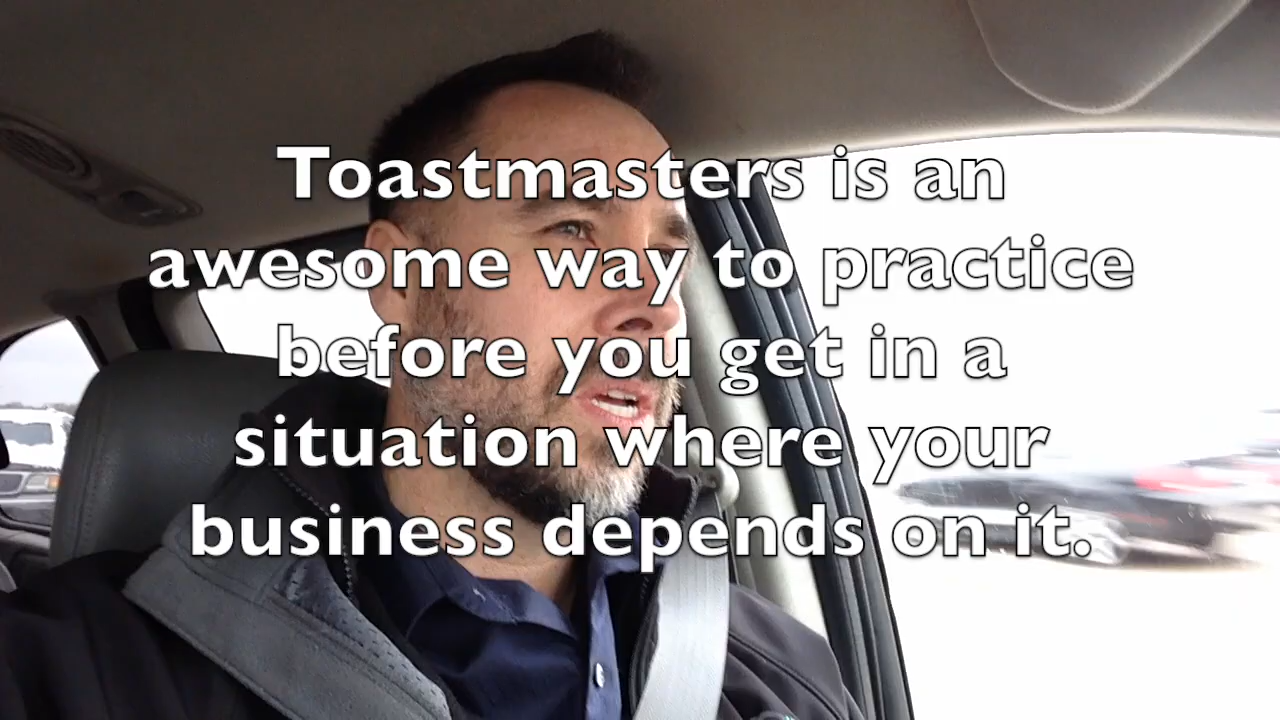 Toastmasters is an
awesome way to practice
before you get in a
situation where your
business depends on it.